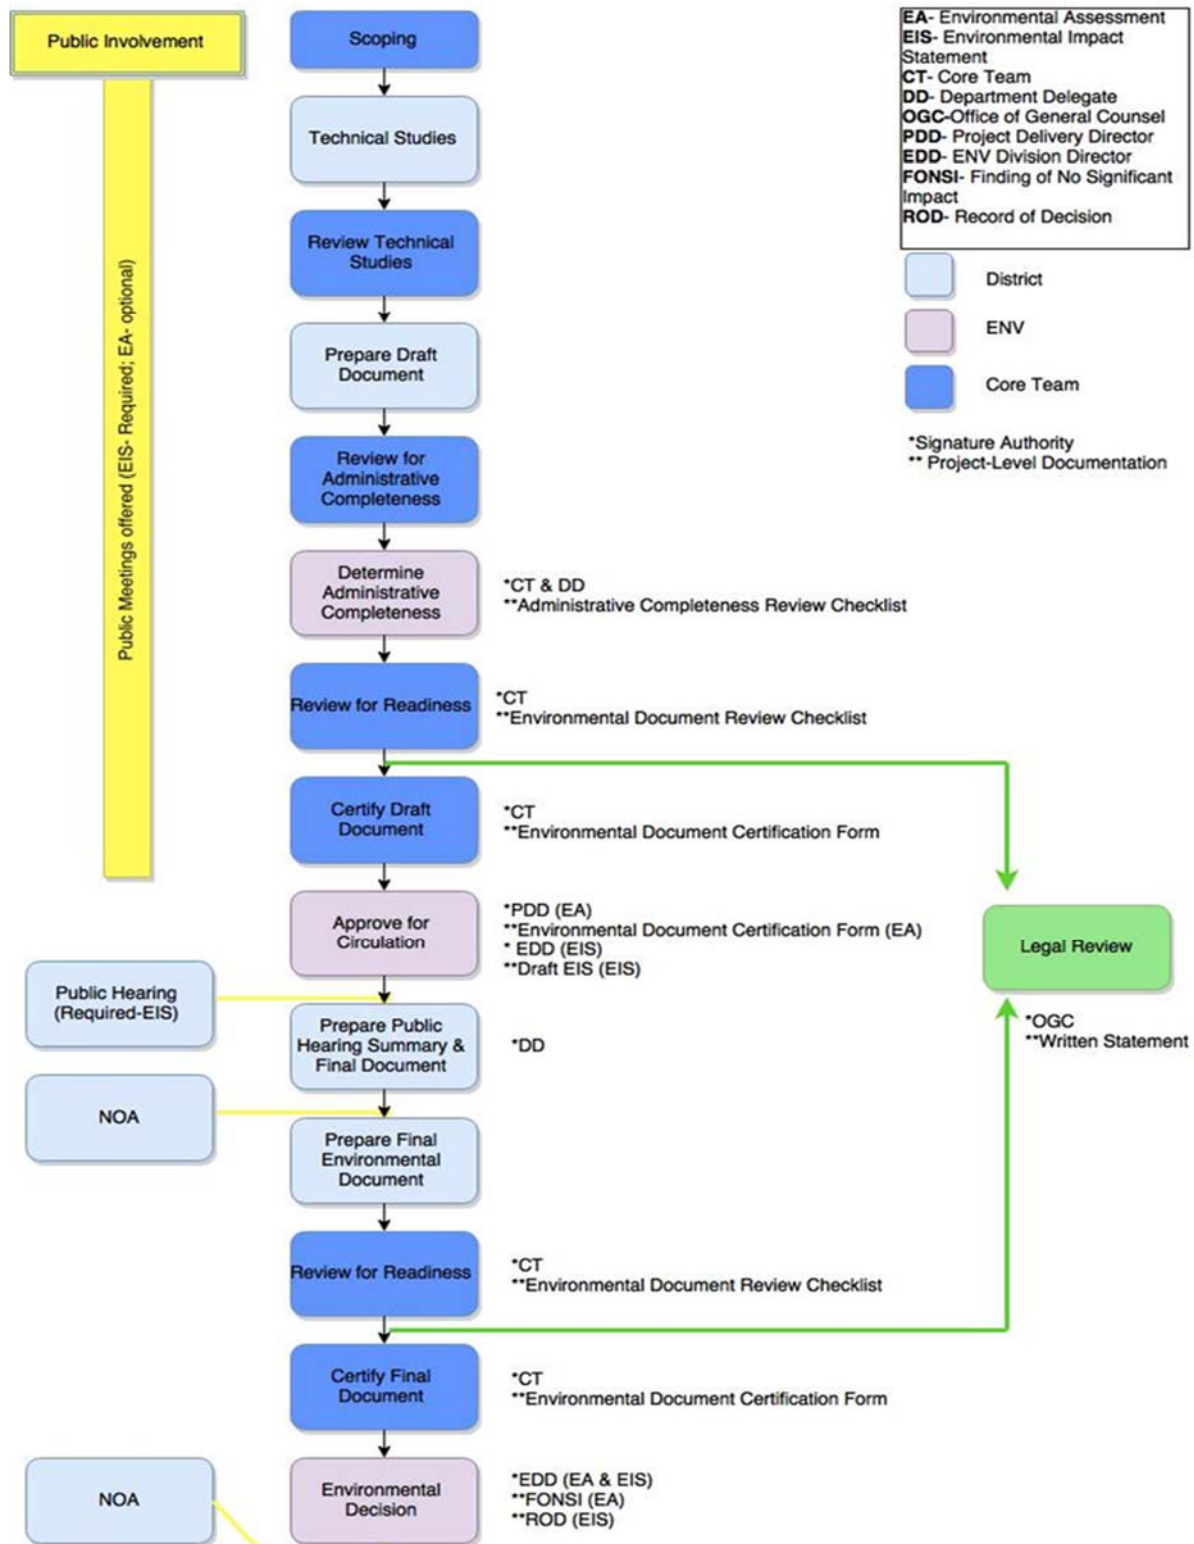 Public Involvement
Public Meetings offered (EIS- Required; EA- optional)
Scoping
Technical Studies
Review Technical
Studies
Prepare Draft
Document
Review for
Administrative
Completeness
Determine
Administrative
Completeness
*CT & DD
**Administrative Completeness Review Checklist
Review for Readiness
*CT
**Environmental Document Review Checklist
Certify Draft
Document
*CT
**Environmental Document Certification Form
Approve for
Circulation
*PDD (EA)
**Environmental Document Certification Form (EA)
* EDD (EIS)
**Draft EIS (EIS)
Public Hearing
(Required-EIS)
Prepare Public
Hearing Summary &
Final Document
*DD
NOA
Prepare Final
Environmental
Document
Review for Readiness
*CT
**Environmental Document Review Checklist
Certify Final
Document
*CT
**Environmental Document Certification Form
NOA
Environmental
Decision
*EDD (EA & EIS)
**FONSI (EA)
**ROD (EIS)
EA- Environmental Assessment
EIS- Environmental Impact
Statement
CT- Core Team
DD- Department Delegate
OGC-Office of General Counsel
PDD- Project Delivery Director
EDD- ENV Division Director
FONSI- Finding of No Significant
Impact
ROD- Record of Decision
District
ENV
Core Team
*Signature Authority
** Project-Level Documentation
Legal Review
*OGC
**Written Statement